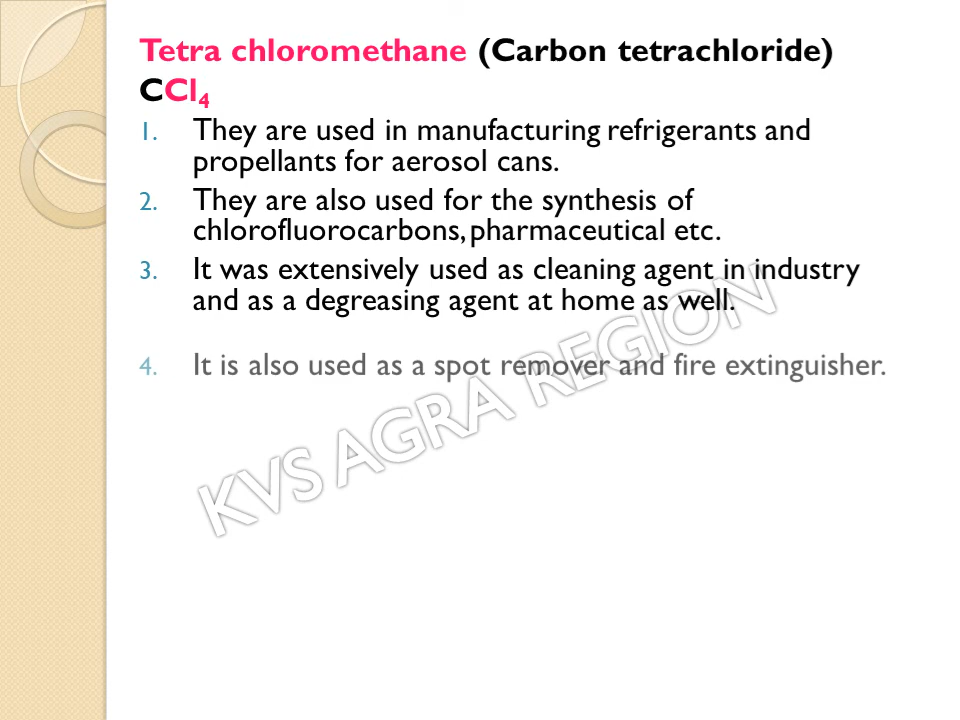 Tetra chloromethane (Carbon tetrachloride)
CCl₄
1. They are used in manufacturing refrigerants and
propellants for aerosol cans.
2. They are also used for the synthesis of
chlorofluorocarbons, pharmaceutical etc.
3. It was extensively used as cleaning agent in industry
and as a degreasing agent at home as well.
4. It is also used as a spot remover and fire extinguisher.
KVS AGRA REGION